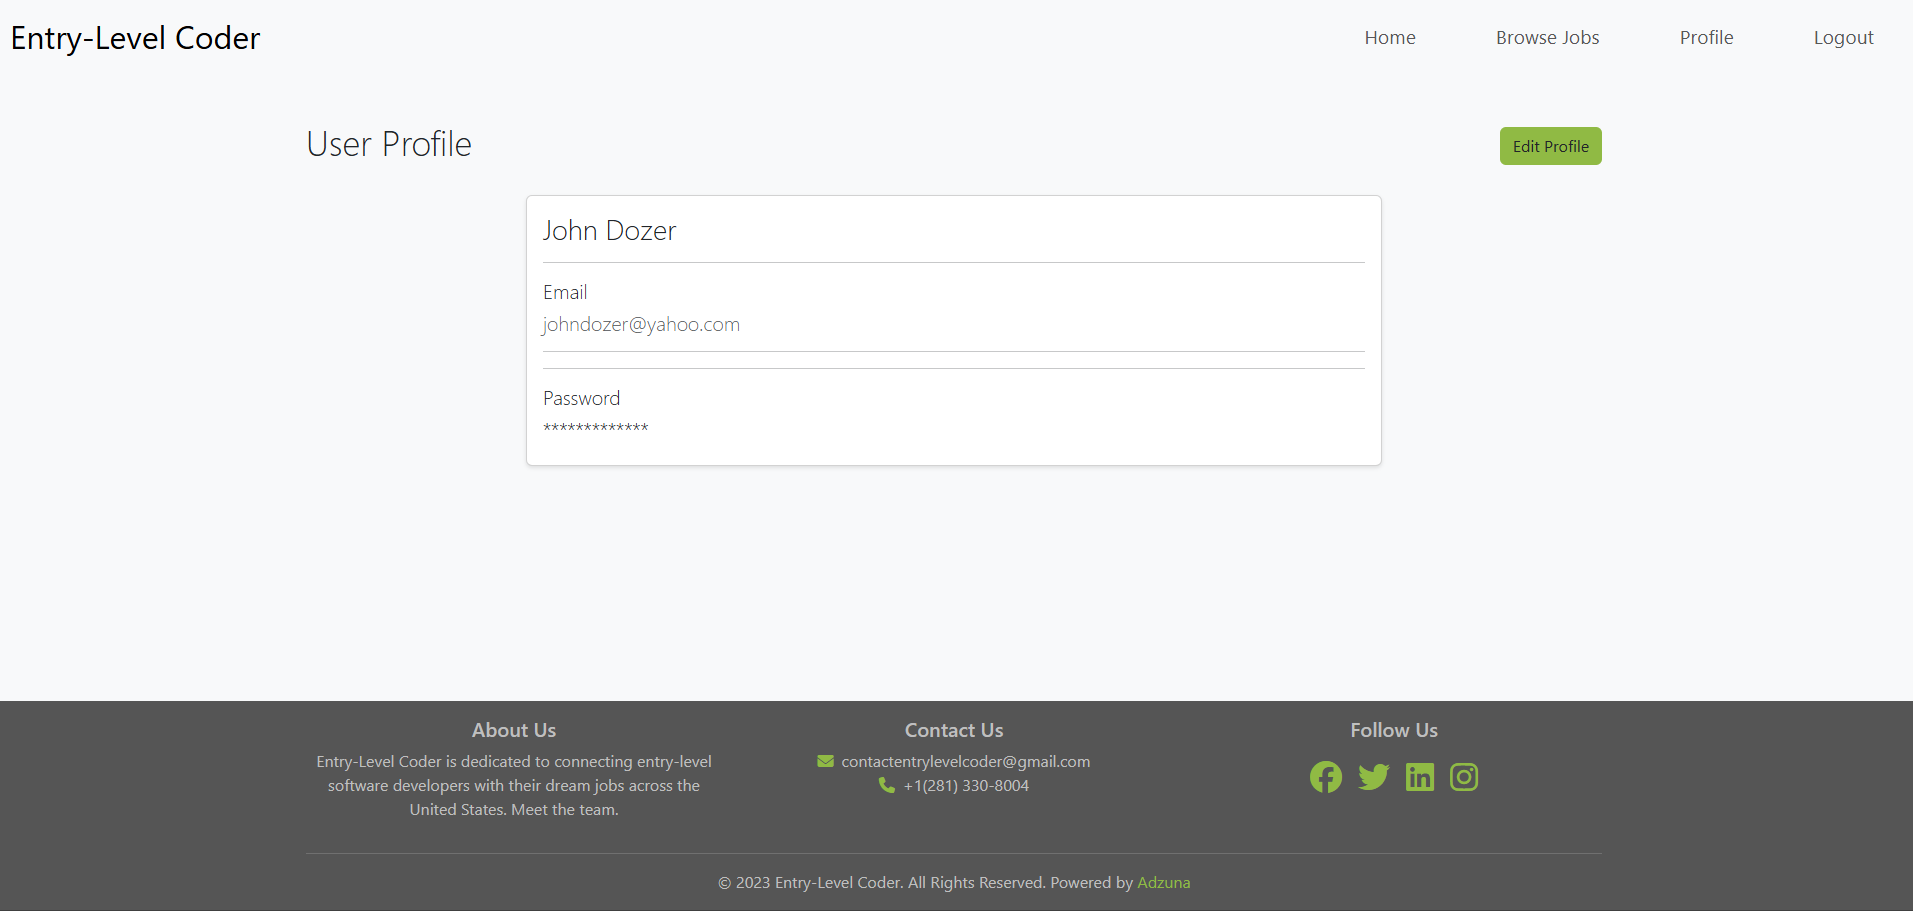 Entry-Level Coder
Home
Browse Jobs
Profile
Logout
User Profile
Edit Profile
John Dozer
Email
johndozer@yahoo.com
Password
*************
About Us
Entry-Level Coder is dedicated to connecting entry-level
software developers with their dream jobs across the
United States. Meet the team.
Contact Us
contactentrylevelcoder@gmail.com
+1(281) 330-8004
Follow Us
© 2023 Entry-Level Coder. All Rights Reserved. Powered by Adzuna